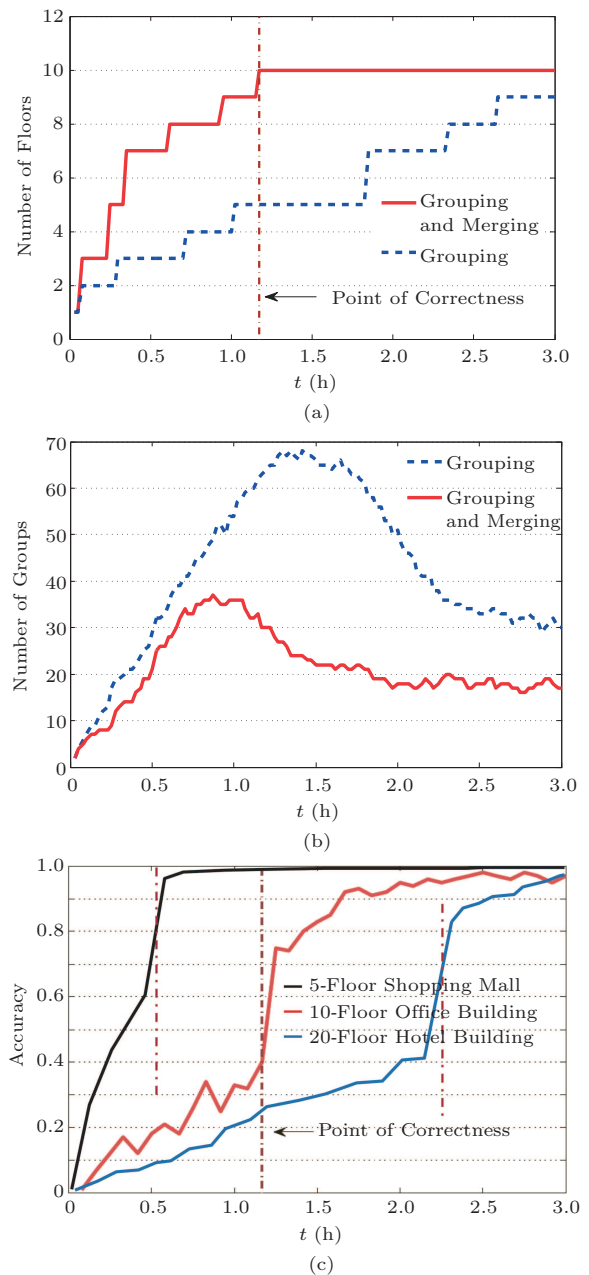 12
10
8
6
4
2
0
Number of Floors
Grouping
and Merging
Grouping
Point of Correctness
0
0.5
1.0
1.5
2.0
2.5
3.0
t (h)
(a)
70
60
50
40
30
20
10
0
Number of Groups
Grouping
Grouping
and Merging
0.5
1.0
1.5
2.0
2.5
3.0
t (h)
(b)
1.0
0.8
0.6
0.4
0.2
0
Accuracy
5-Floor Shopping Mall
10-Floor Office Building
20-Floor Hotel Building
Point of Correctness
0.5
1.0
1.5
2.0
2.5
3.0
t (h)
(c)